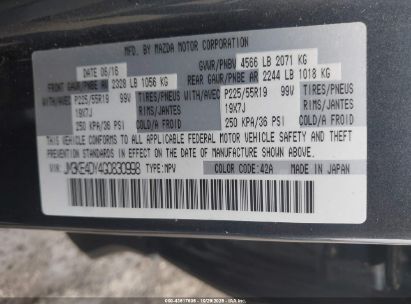 MFD. BY MAZDA MOTOR CORPORATION
DATE 06/16 GVWR/PNBV 4566 LB 2071 KG
FRONT GAWR/PNBE AV 2328 LB 1056 KG REAR GAWR/PNBE AR 2244 LB 1018 KG
WITH/AVEC P225/55R19 99V TIRES/PNEUS WITH/AVEC P225/55R19 99V TIRES/PNEUS
19X7J RIMS/JANTES 19X7J RIMS/JANTES
250 KPA/36 PSI COLD/A FROID 250 KPA/36 PSI COLD/A FROID
THIS VEHICLE CONFORMS TO ALL APPLICABLE FEDERAL MOTOR VEHICLE SAFETY AND
THEFT PREVENTION STANDARDS IN EFFECT ON THE DATE OF MANUFACTURE SHOWN ABOVE.
VIN: JM3KE4DY4G0830998 TYPE:MPV COLOR CODE:42A MADE IN JAPAN